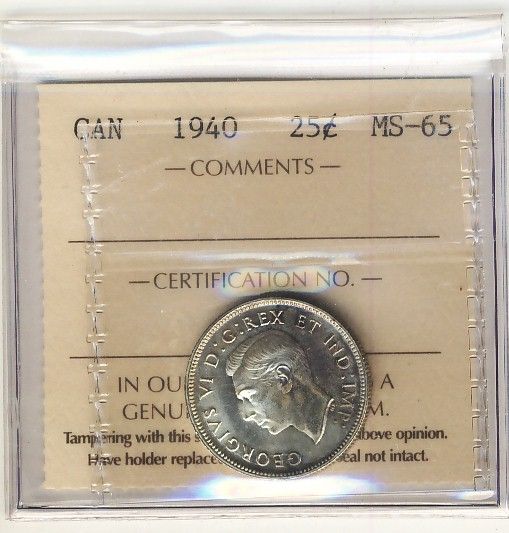 CAN 1940 25¢ MS-65
— COMMENTS —
— CERTIFICATION NO. —
GEORGIVS VI D:G:REX ET IND:IMP:
IN OU A
GENU M.
Tampering with this s above opinion.
Have holder replace seal not intact.